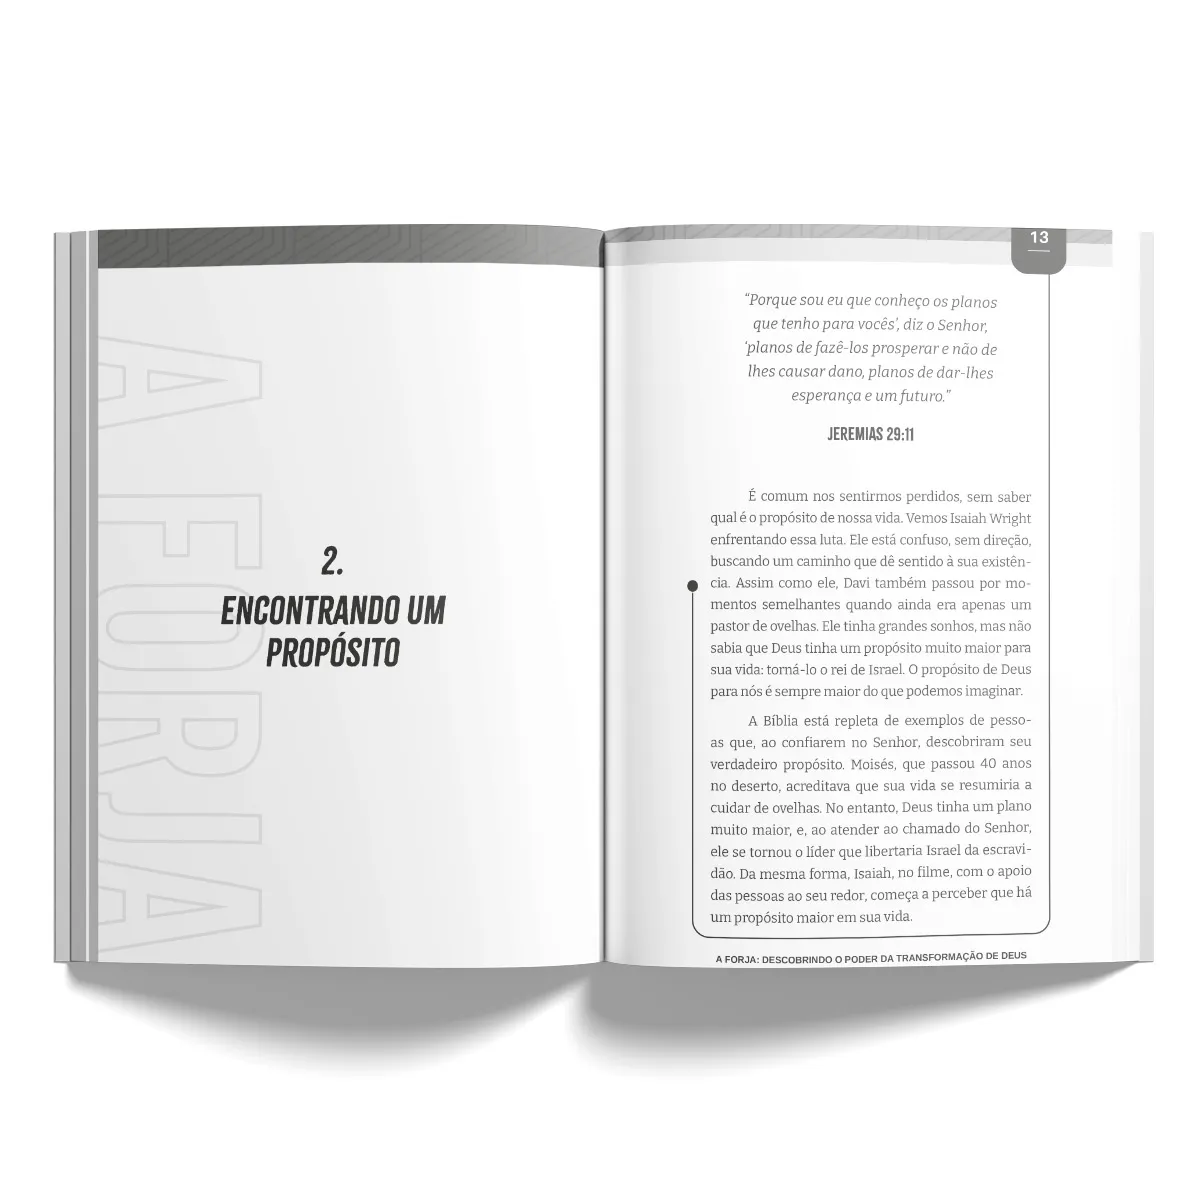 A FORJA
2.
ENCONTRANDO UM
PROPÓSITO
13
“Porque sou eu que conheço os planos
que tenho para vocês’, diz o Senhor,
‘planos de fazê-los prosperar e não de
lhes causar dano, planos de dar-lhes
esperança e um futuro.”
JEREMIAS 29:11
É comum nos sentirmos perdidos, sem saber
qual é o propósito de nossa vida. Vemos Isaiah Wright
enfrentando essa luta. Ele está confuso, sem direção,
buscando um caminho que dê sentido à sua existên-
cia. Assim como ele, Davi também passou por mo-
mentos semelhantes quando ainda era apenas um
pastor de ovelhas. Ele tinha grandes sonhos, mas não
sabia que Deus tinha um propósito muito maior para
sua vida: torná-lo o rei de Israel. O propósito de Deus
para nós é sempre maior do que podemos imaginar.
A Bíblia está repleta de exemplos de pesso-
as que, ao confiarem no Senhor, descobriram seu
verdadeiro propósito. Moisés, que passou 40 anos
no deserto, acreditava que sua vida se resumiria a
cuidar de ovelhas. No entanto, Deus tinha um plano
muito maior, e, ao atender ao chamado do Senhor,
ele se tornou o líder que libertaria Israel da escravi-
dão. Da mesma forma, Isaiah, no filme, com o apoio
das pessoas ao seu redor, começa a perceber que há
um propósito maior em sua vida.
A FORJA: DESCOBRINDO O PODER DA TRANSFORMAÇÃO DE DEUS